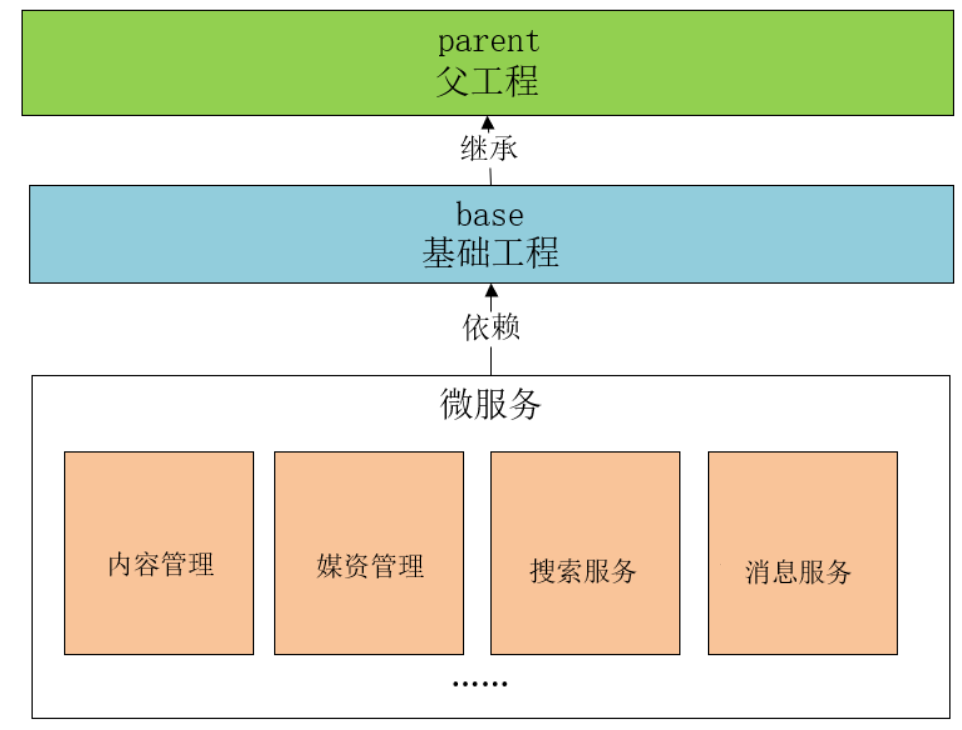 parent
父工程
继承
base
基础工程
依赖
微服务
内容管理
媒资管理
搜索服务
消息服务
……